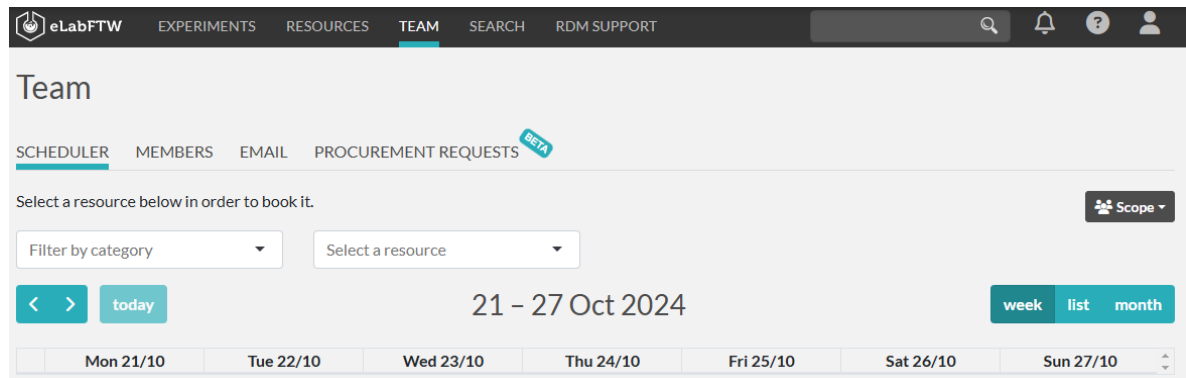 eLabFTW EXPERIMENTS RESOURCES TEAM SEARCH RDM SUPPORT ?
Team
SCHEDULER MEMBERS EMAIL PROCUREMENT REQUESTS BETA
Select a resource below in order to book it. Scope
Filter by category Select a resource
< > today 21 – 27 Oct 2024 week list month
Mon 21/10 Tue 22/10 Wed 23/10 Thu 24/10 Fri 25/10 Sat 26/10 Sun 27/10